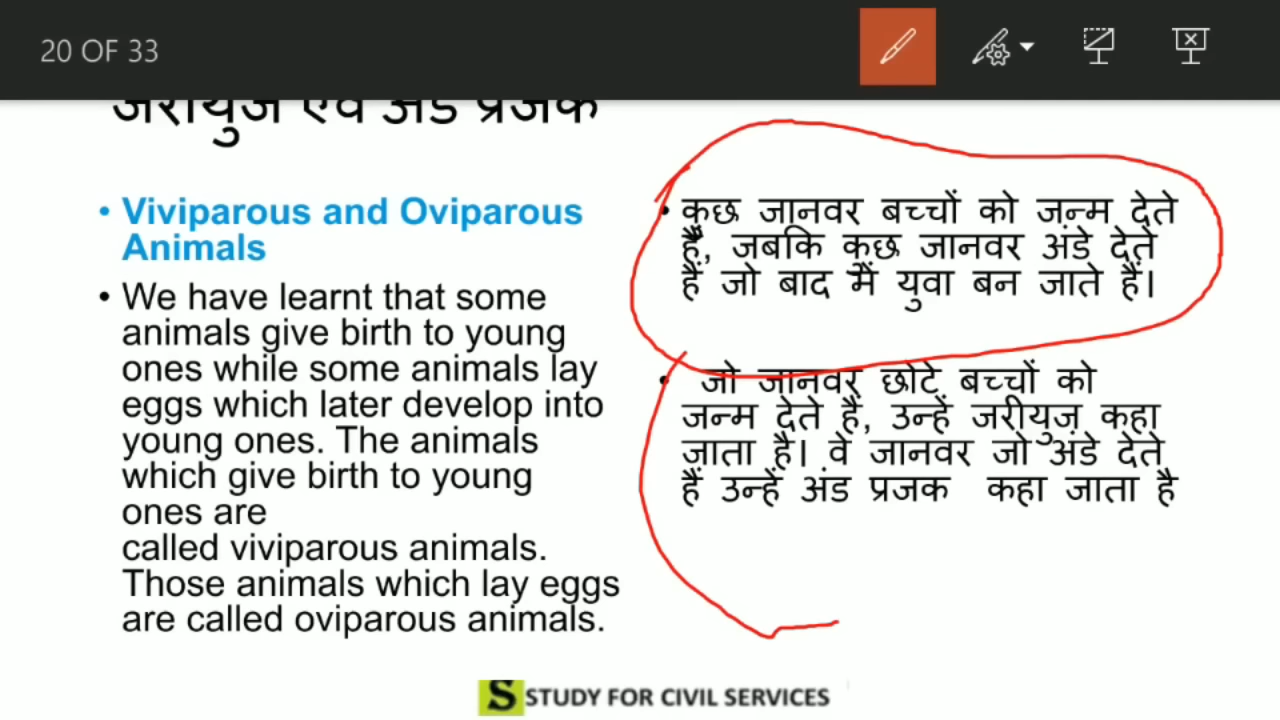 20 OF 33
जरीयुज एवं अंडं प्रजक
• Viviparous and Oviparous
Animals
• We have learnt that some
animals give birth to young
ones while some animals lay
eggs which later develop into
young ones. The animals
which give birth to young
ones are
called viviparous animals.
Those animals which lay eggs
are called oviparous animals.
• कुछ जानवर बच्चों को जन्म देते
हैं, जबकि कुछ जानवर अंडे देते
हैं जो बाद में युवा बन जाते हैं।
• जो जानवर छोटे बच्चों को
जन्म देते हैं, उन्हें जरीयुज़ कहा
जाता है। वे जानवर जो अंडे देते
हैं उन्हें अंड प्रजक कहा जाता है
S STUDY FOR CIVIL SERVICES